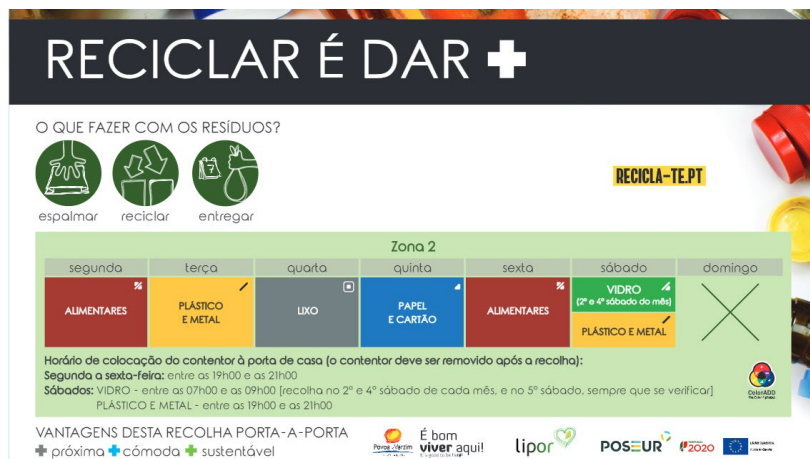 RECICLAR É DAR +
O QUE FAZER COM OS RESÍDUOS?
7
espalmar reciclar entregar
RECICLA-TE.PT
Zona 2
segunda terça quarta quinta sexta sábado domingo
ALIMENTARES
PLÁSTICO
E METAL
LIXO
PAPEL
E CARTÃO
ALIMENTARES
VIDRO
(2º e 4º sábado do mês)
PLÁSTICO E METAL
Horário de colocação do contentor à porta de casa (o contentor deve ser removido após a recolha):
Segunda a sexta-feira: entre as 19h00 e as 21h00
Sábados: VIDRO - entre as 07h00 e as 09h00 [recolha no 2º e 4º sábado de cada mês, e no 5º sábado, sempre que se verificar]
PLÁSTICO E METAL - entre as 19h00 e as 21h00
ColorADD
VANTAGENS DESTA RECOLHA PORTA-A-PORTA
+ próxima + cómoda + sustentável
É bom
viver aqui!
lipor
POSEUR
2020